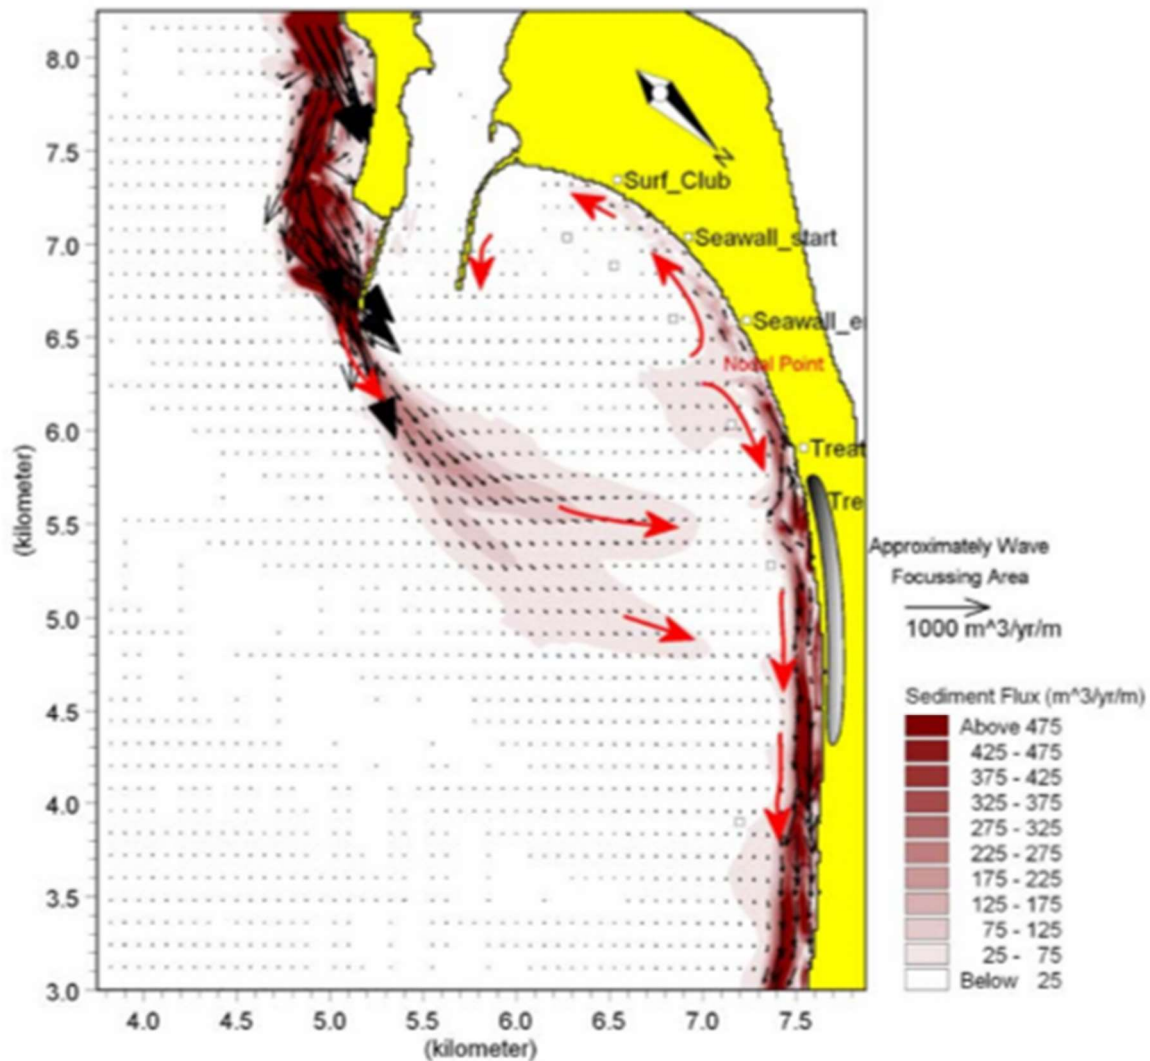 8.0
7.5
7.0
6.5
6.0
5.5
5.0
4.5
4.0
3.5
3.0
(kilometer)
4.0 4.5 5.0 5.5 6.0 6.5 7.0 7.5
(kilometer)
N
Surf_Club
Seawall_start
Seawall_e
Nodal Point
Treat
Tre
Approximately Wave
Focussing Area
1000 m^3/yr/m
Sediment Flux (m^3/yr/m)
Above 475
425 - 475
375 - 425
325 - 375
275 - 325
225 - 275
175 - 225
125 - 175
75 - 125
25 - 75
Below 25